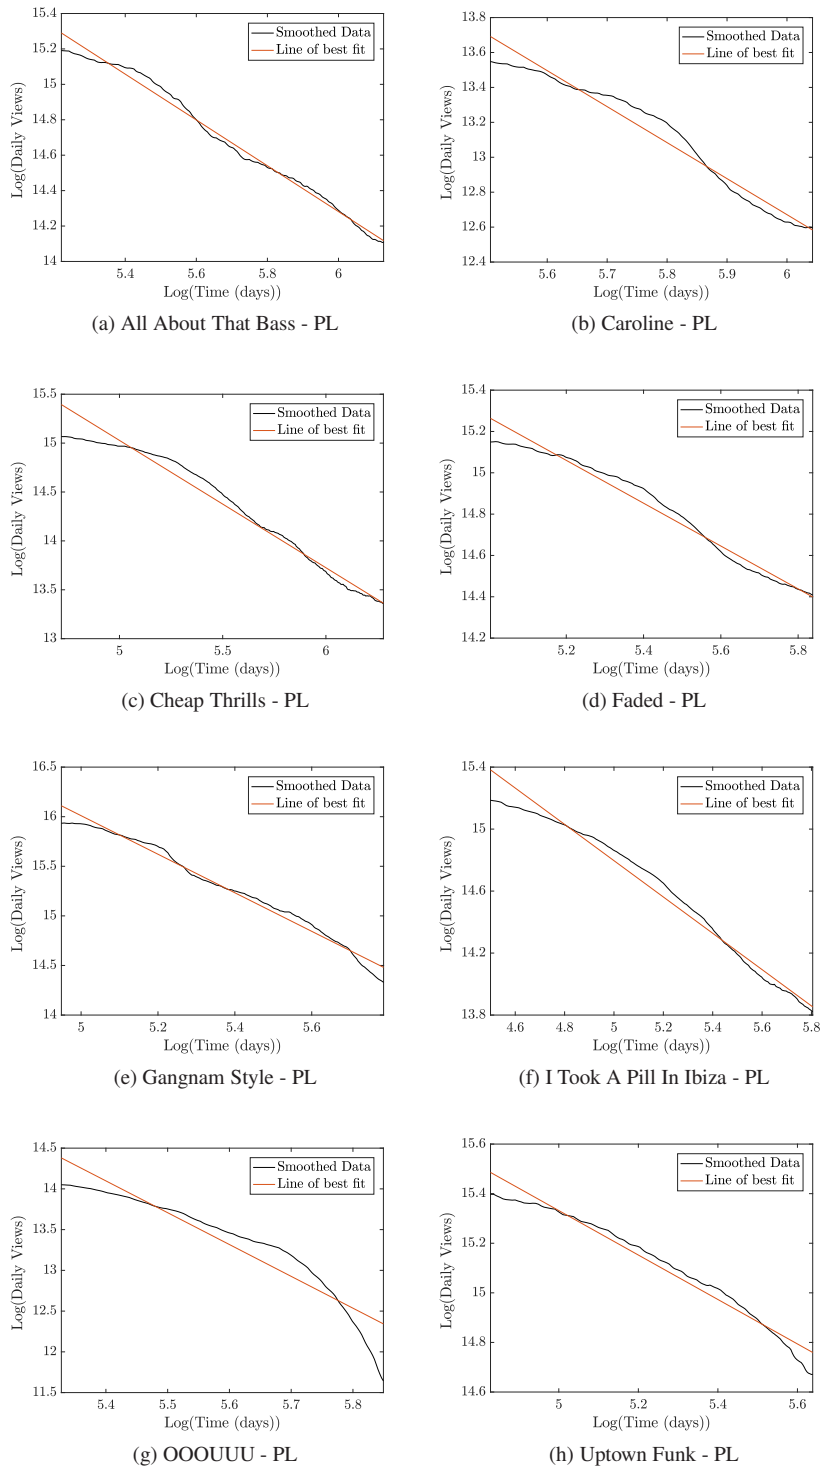 15.4
15.2
15
14.8
14.6
14.4
14.2
14
5.4 5.6 5.8 6
Log(Daily Views)
Log(Time (days))
Smoothed Data
Line of best fit
(a) All About That Bass - PL
13.8
13.6
13.4
13.2
13
12.8
12.6
12.4
5.6 5.7 5.8 5.9 6
Log(Daily Views)
Log(Time (days))
Smoothed Data
Line of best fit
(b) Caroline - PL
15.5
15
14.5
14
13.5
13
5 5.5 6
Log(Daily Views)
Log(Time (days))
Smoothed Data
Line of best fit
(c) Cheap Thrills - PL
15.4
15.2
15
14.8
14.6
14.4
14.2
5.2 5.4 5.6 5.8
Log(Daily Views)
Log(Time (days))
Smoothed Data
Line of best fit
(d) Faded - PL
16.5
16
15.5
15
14.5
14
5 5.2 5.4 5.6
Log(Daily Views)
Log(Time (days))
Smoothed Data
Line of best fit
(e) Gangnam Style - PL
15.4
15
14.6
14.2
13.8
4.6 4.8 5 5.2 5.4 5.6 5.8
Log(Daily Views)
Log(Time (days))
Smoothed Data
Line of best fit
(f) I Took A Pill In Ibiza - PL
14.5
14
13.5
13
12.5
12
11.5
5.4 5.5 5.6 5.7 5.8
Log(Daily Views)
Log(Time (days))
Smoothed Data
Line of best fit
(g) OOOUUU - PL
15.6
15.4
15.2
15
14.8
14.6
5 5.2 5.4 5.6
Log(Daily Views)
Log(Time (days))
Smoothed Data
Line of best fit
(h) Uptown Funk - PL